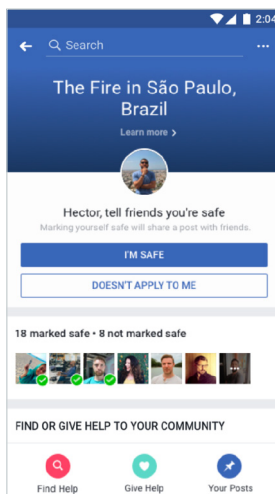 2:04
Search
The Fire in São Paulo,
Brazil
Learn more
Hector, tell friends you're safe
Marking yourself safe will share a post with friends.
I'M SAFE
DOESN'T APPLY TO ME
18 marked safe • 8 not marked safe
FIND OR GIVE HELP TO YOUR COMMUNITY
Find Help
Give Help
Your Posts